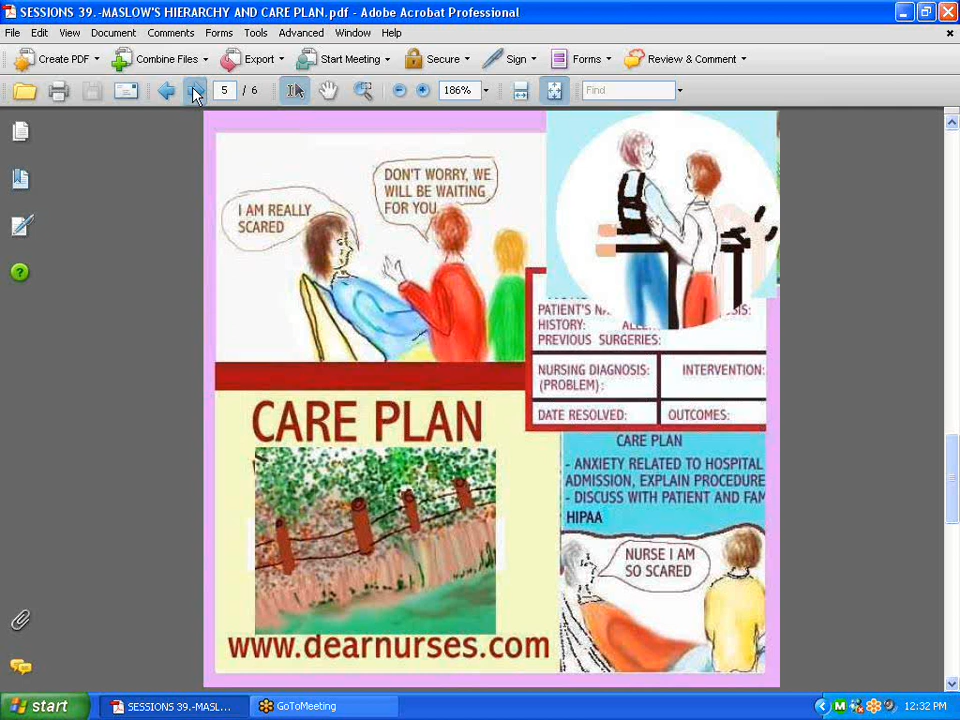 SESSIONS 39.-MASLOW'S HIERARCHY AND CARE PLAN.pdf - Adobe Acrobat Professional
File Edit View Document Comments Forms Tools Advanced Window Help
Create PDF Combine Files Export Start Meeting Secure Sign Forms Review & Comment
5 / 6 186% Find
I AM REALLY
SCARED
DON'T WORRY, WE
WILL BE WAITING
FOR YOU
PATIENT'S
HISTORY:
PREVIOUS SURGERIES:
NURSING DIAGNOSIS:
(PROBLEM):
INTERVENTION:
DATE RESOLVED:
OUTCOMES:
CARE PLAN
www.dearnurses.com
CARE PLAN
- ANXIETY RELATED TO HOSPITAL
ADMISSION, EXPLAIN PROCEDURE
- DISCUSS WITH PATIENT AND FAM
HIPAA
NURSE I AM
SO SCARED
start SESSIONS 39.-MASL... GoToMeeting 12:32 PM